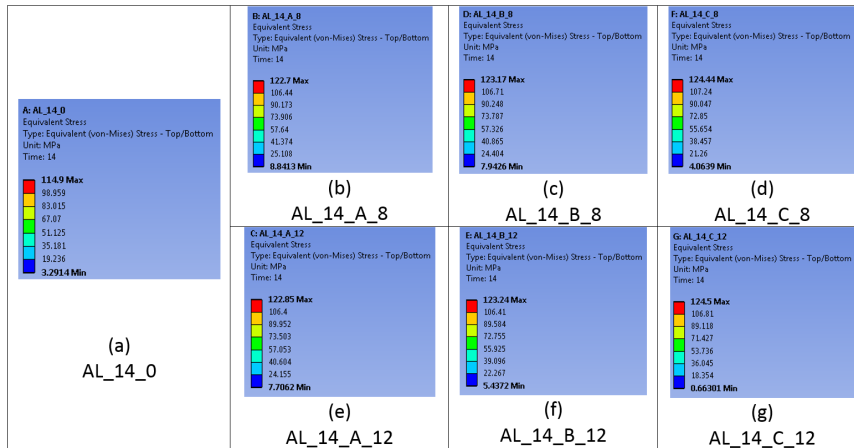 A: AL_14_0
Equivalent Stress
Type: Equivalent (von-Mises) Stress - Top/Bottom
Unit: MPa
Time: 14
114.9 Max
98.959
83.015
67.07
51.125
35.181
19.236
3.2914 Min
(a)
AL_14_0
B: AL_14_A_8
Equivalent Stress
Type: Equivalent (von-Mises) Stress - Top/Bottom
Unit: MPa
Time: 14
122.7 Max
106.44
90.173
73.906
57.64
41.374
25.108
8.8413 Min
(b)
AL_14_A_8
D: AL_14_B_8
Equivalent Stress
Type: Equivalent (von-Mises) Stress - Top/Bottom
Unit: MPa
Time: 14
123.17 Max
106.71
90.248
73.787
57.326
40.865
24.404
7.9426 Min
(c)
AL_14_B_8
F: AL_14_C_8
Equivalent Stress
Type: Equivalent (von-Mises) Stress - Top/Bottom
Unit: MPa
Time: 14
124.44 Max
107.24
90.047
72.85
55.654
38.457
21.26
4.0639 Min
(d)
AL_14_C_8
C: AL_14_A_12
Equivalent Stress
Type: Equivalent (von-Mises) Stress - Top/Bottom
Unit: MPa
Time: 14
122.85 Max
106.4
89.952
73.503
57.053
40.604
24.155
7.7062 Min
(e)
AL_14_A_12
E: AL_14_B_12
Equivalent Stress
Type: Equivalent (von-Mises) Stress - Top/Bottom
Unit: MPa
Time: 14
123.24 Max
106.41
89.584
72.755
55.925
39.096
22.267
5.4372 Min
(f)
AL_14_B_12
G: AL_14_C_12
Equivalent Stress
Type: Equivalent (von-Mises) Stress - Top/Bottom
Unit: MPa
Time: 14
124.5 Max
106.81
89.118
71.427
53.736
36.045
18.354
0.66301 Min
(g)
AL_14_C_12